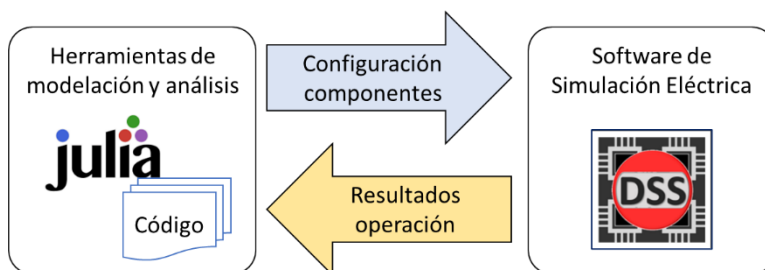 Herramientas de
modelación y análisis
julia
Código
Configuración
componentes
Resultados
operación
Software de
Simulación Eléctrica
DSS